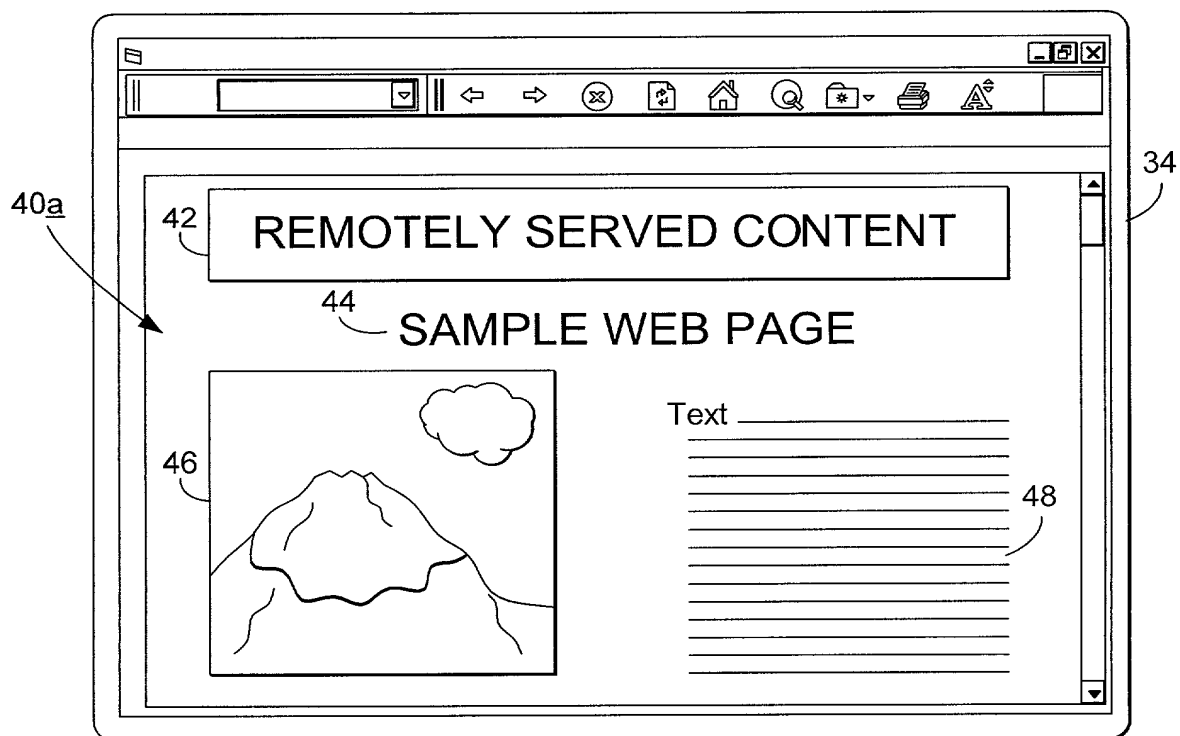 34
40a
42
REMOTELY SERVED CONTENT
44
SAMPLE WEB PAGE
Text
46
48